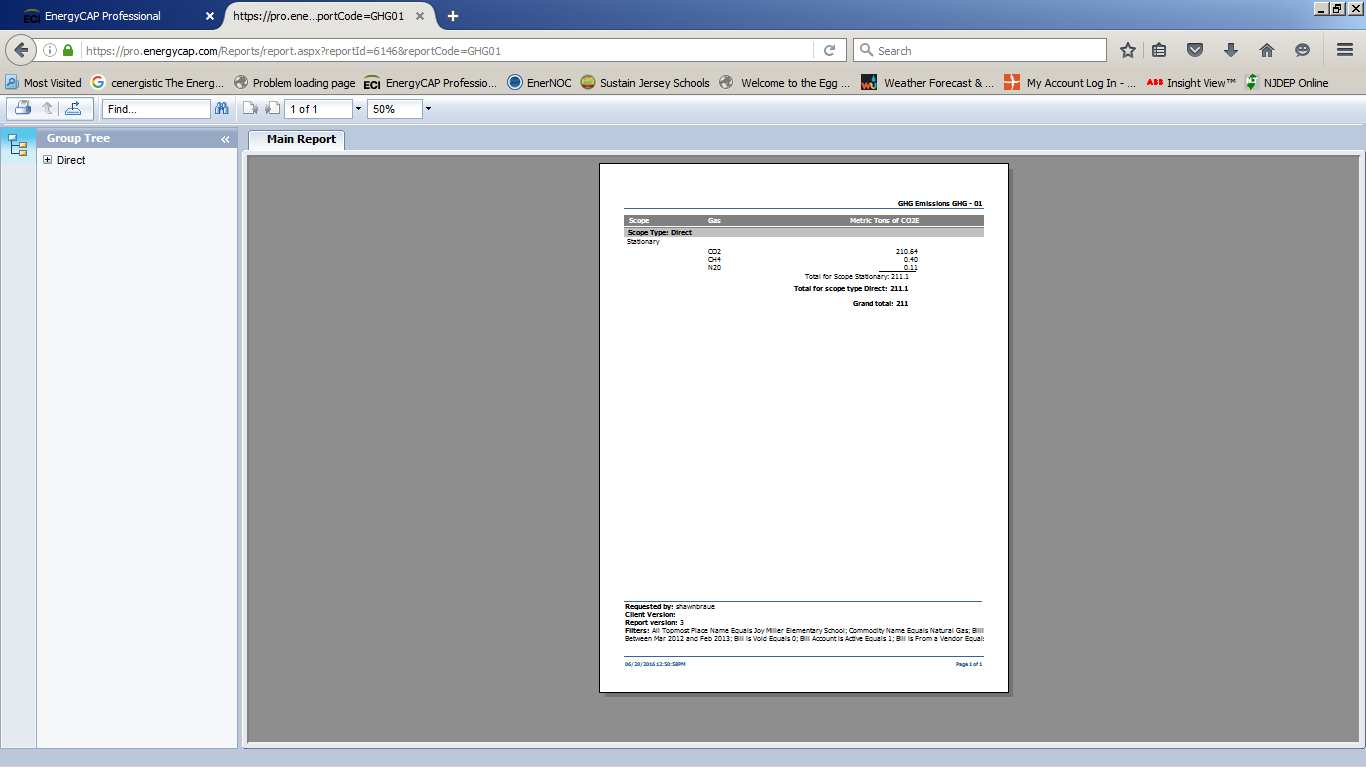 ECI EnergyCAP Professional
https://pro.ene...portCode=GHG01
https://pro.energycap.com/Reports/report.aspx?reportId=6146&reportCode=GHG01
Search
Most Visited
cenergistic The Energ...
Problem loading page
ECI EnergyCAP Professio...
EnerNOC
Sustain Jersey Schools
Welcome to the Egg ...
Weather Forecast & ...
My Account Log In - ...
ABB Insight View™
NJDEP Online
Find...
1 of 1
50%
Group Tree
Main Report
Direct
GHG Emissions GHG - 01
Scope Gas Metric Tons of CO2E
Scope Type: Direct
Stationary
CO2 210.64
CH4 0.40
N20 0.11
Total for Scope Stationary: 211.1
Total for scope type Direct: 211.1
Grand total: 211
Requested by: shawnbraue
Client Version:
Report version: 3
Filters: All Topmost Place Name Equals Joy Miller Elementary School; Commodity Name Equals Natural Gas; Bill
Between Mar 2012 and Feb 2013; Bill is Void Equals 0; Bill Account is Active Equals 1; Bill is From a Vendor Equals
06/20/2016 12:50:58PM Page 1 of 1